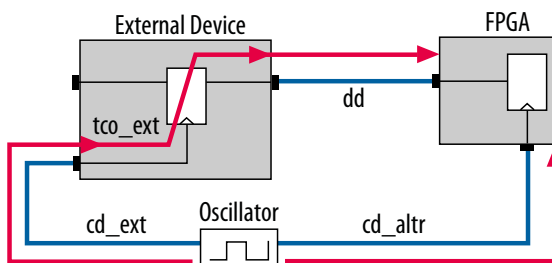 External Device
FPGA
tco_ext
dd
cd_ext
Oscillator
cd_altr